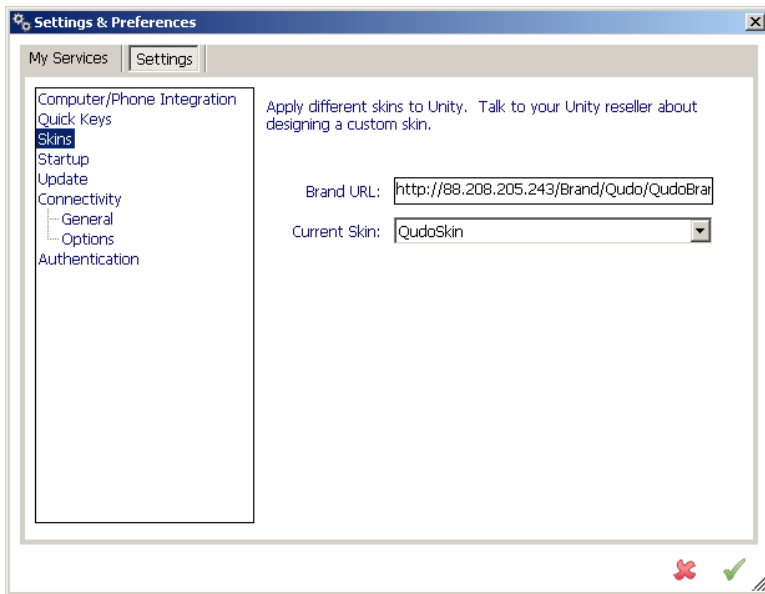 Settings & Preferences
My Services
Settings
Computer/Phone Integration
Quick Keys
Skins
Startup
Update
Connectivity
General
Options
Authentication
Apply different skins to Unity. Talk to your Unity reseller about
designing a custom skin.
Brand URL:
http://88.208.205.243/Brand/Qudo/QudoBrar
Current Skin:
QudoSkin